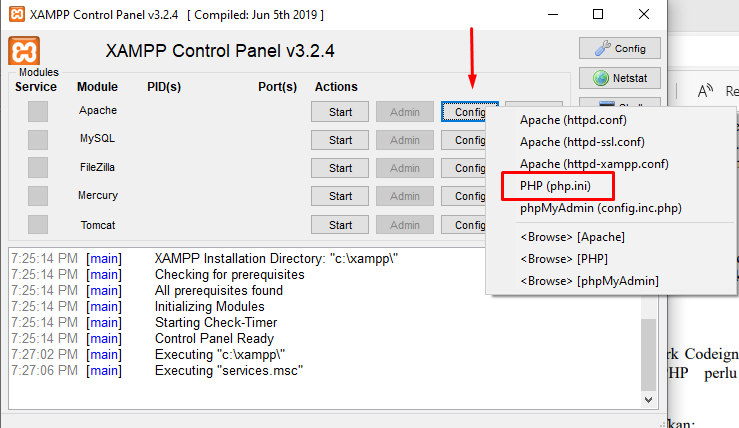 XAMPP Control Panel v3.2.4 [ Compiled: Jun 5th 2019 ]
XAMPP Control Panel v3.2.4
Config
Modules
Service Module PID(s) Port(s) Actions
Netstat
Apache Start Admin Config
MySQL Start Admin Config
FileZilla Start Admin Config
Mercury Start Admin Config
Tomcat Start Admin Config
Apache (httpd.conf)
Apache (httpd-ssl.conf)
Apache (httpd-xampp.conf)
PHP (php.ini)
phpMyAdmin (config.inc.php)
<Browse> [Apache]
<Browse> [PHP]
<Browse> [phpMyAdmin]
7:25:14 PM [main] XAMPP Installation Directory: "c:\xampp\"
7:25:14 PM [main] Checking for prerequisites
7:25:14 PM [main] All prerequisites found
7:25:14 PM [main] Initializing Modules
7:25:14 PM [main] Starting Check-Timer
7:25:14 PM [main] Control Panel Ready
7:27:02 PM [main] Executing "c:\xampp\"
7:27:06 PM [main] Executing "services.msc"
A Re
rk Codeign
PHP perlu
kan: